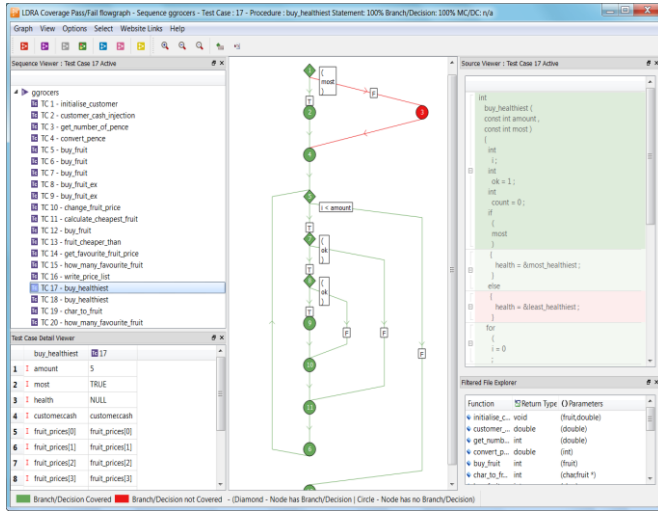 LDRA Coverage Pass/Fail flowgraph - Sequence ggrocers - Test Case : 17 - Procedure : buy_healthiest Statement: 100% Branch/Decision: 100% MC/DC: n/a
Graph View Options Select Website Links Help
Sequence Viewer : Test Case 17 Active
ggrocers
TC 1 - initialise_customer
TC 2 - customer_cash_injection
TC 3 - get_number_of_pence
TC 4 - convert_pence
TC 5 - buy_fruit
TC 6 - buy_fruit
TC 7 - buy_fruit
TC 8 - buy_fruit_ex
TC 9 - buy_fruit_ex
TC 10 - change_fruit_price
TC 11 - calculate_cheapest_fruit
TC 12 - buy_fruit
TC 13 - fruit_cheaper_than
TC 14 - get_favourite_fruit_price
TC 15 - how_many_favourite_fruit
TC 16 - write_price_list
TC 17 - buy_healthiest
TC 18 - buy_healthiest
TC 19 - char_to_fruit
TC 20 - how_many_favourite_fruit
Test Case Detail Viewer
buy_healthiest 17
1 amount 5
2 most TRUE
3 health NULL
4 customercash customercash
5 fruit_prices[0] fruit_prices[0]
6 fruit_prices[1] fruit_prices[1]
7 fruit_prices[2] fruit_prices[2]
8 fruit_prices[3] fruit_prices[3]
1
(
most
)
F
T
2
3
4
5
i < amount
T
7
(
ok
)
T
8
(
ok
)
T
9
F
F
F
10
11
6
Source Viewer : Test Case 17 Active
int
buy_healthiest (
const int amount ,
const int most )
{
int
i ;
int
ok = 1 ;
int
count = 0 ;
if
(
most
)
{
health = &most_healthiest ;
}
else
{
health = &least_healthiest ;
}
for
(
i = 0
;
Filtered File Explorer
Function Return Type () Parameters
initialise_c... void (fruit,double)
customer_... double (double)
get_numb... int (double)
convert_p... double (int)
buy_fruit int (fruit)
char_to_fr... int (charfruit *)
Branch/Decision Covered Branch/Decision not Covered - (Diamond - Node has Branch/Decision | Circle - Node has no Branch/Decision)